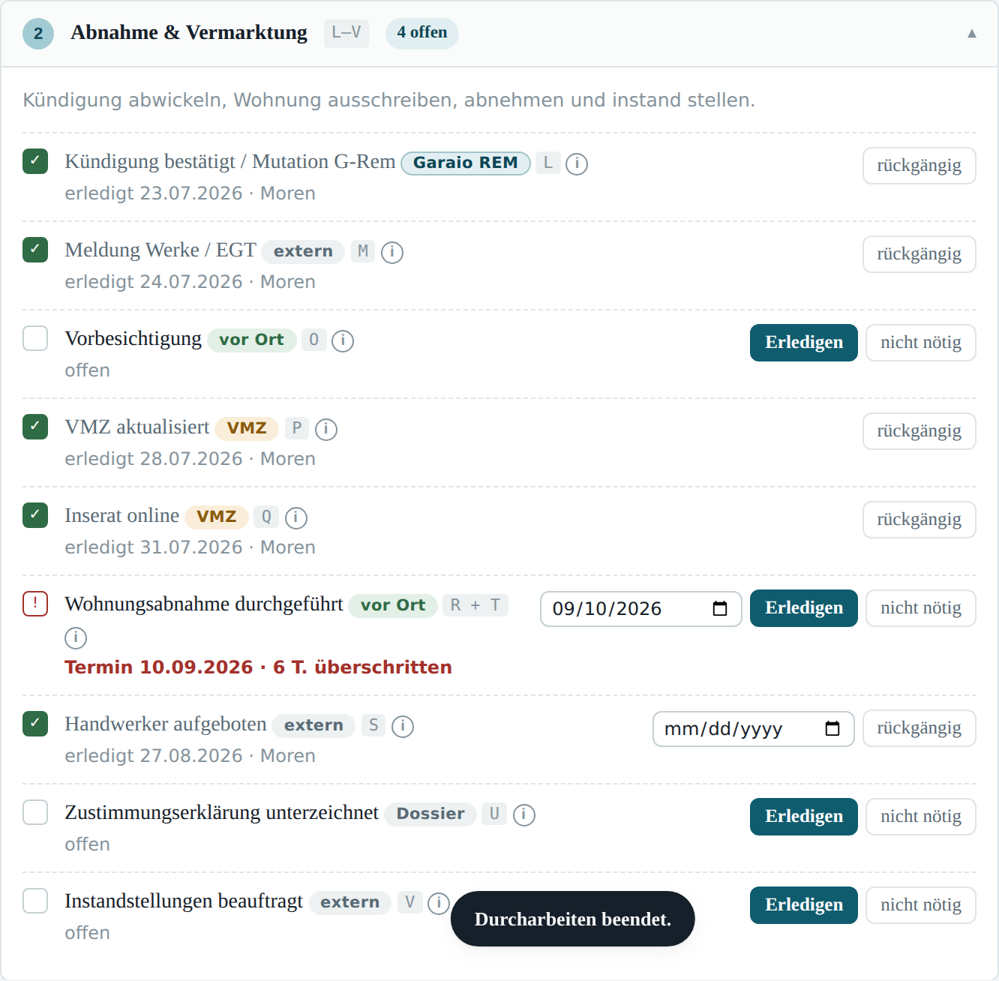 2 Abnahme & Vermarktung L–V 4 offen ▲
Kündigung abwickeln, Wohnung ausschreiben, abnehmen und instand stellen.
✓ Kündigung bestätigt / Mutation G-Rem Garaio REM L i rückgängig
erledigt 23.07.2026 · Moren
✓ Meldung Werke / EGT extern M i rückgängig
erledigt 24.07.2026 · Moren
Vorbesichtigung vor Ort O i Erledigen nicht nötig
offen
✓ VMZ aktualisiert VMZ P i rückgängig
erledigt 28.07.2026 · Moren
✓ Inserat online VMZ Q i rückgängig
erledigt 31.07.2026 · Moren
! Wohnungsabnahme durchgeführt vor Ort R + T 09/10/2026 Erledigen nicht nötig
i
Termin 10.09.2026 · 6 T. überschritten
✓ Handwerker aufgeboten extern S i mm/dd/yyyy rückgängig
erledigt 27.08.2026 · Moren
Zustimmungserklärung unterzeichnet Dossier U i Erledigen nicht nötig
offen
Instandstellungen beauftragt extern V i Erledigen nicht nötig
Durcharbeiten beendet.
offen